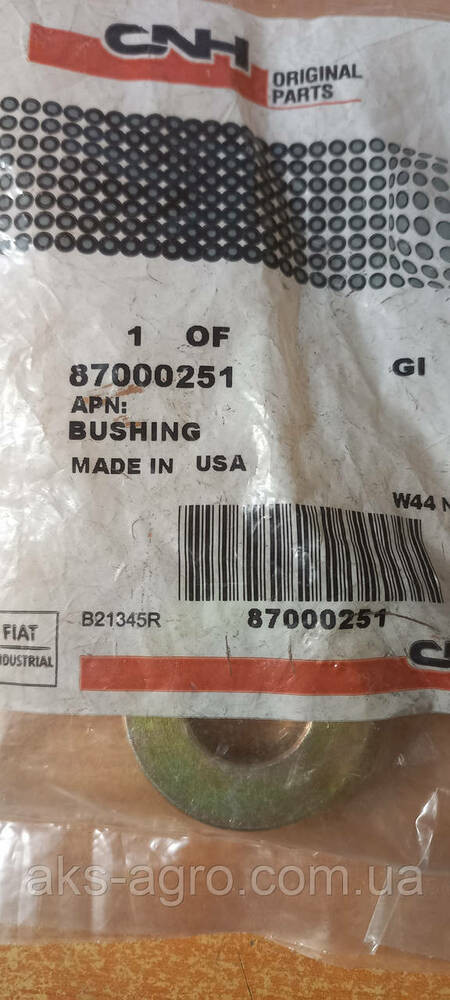 CNH
ORIGINAL
PARTS
1 OF
87000251
GI
APN:
BUSHING
MADE IN USA
W44 N
B21345R
87000251
FIAT
INDUSTRIAL
CNH
aks-agro.com.ua